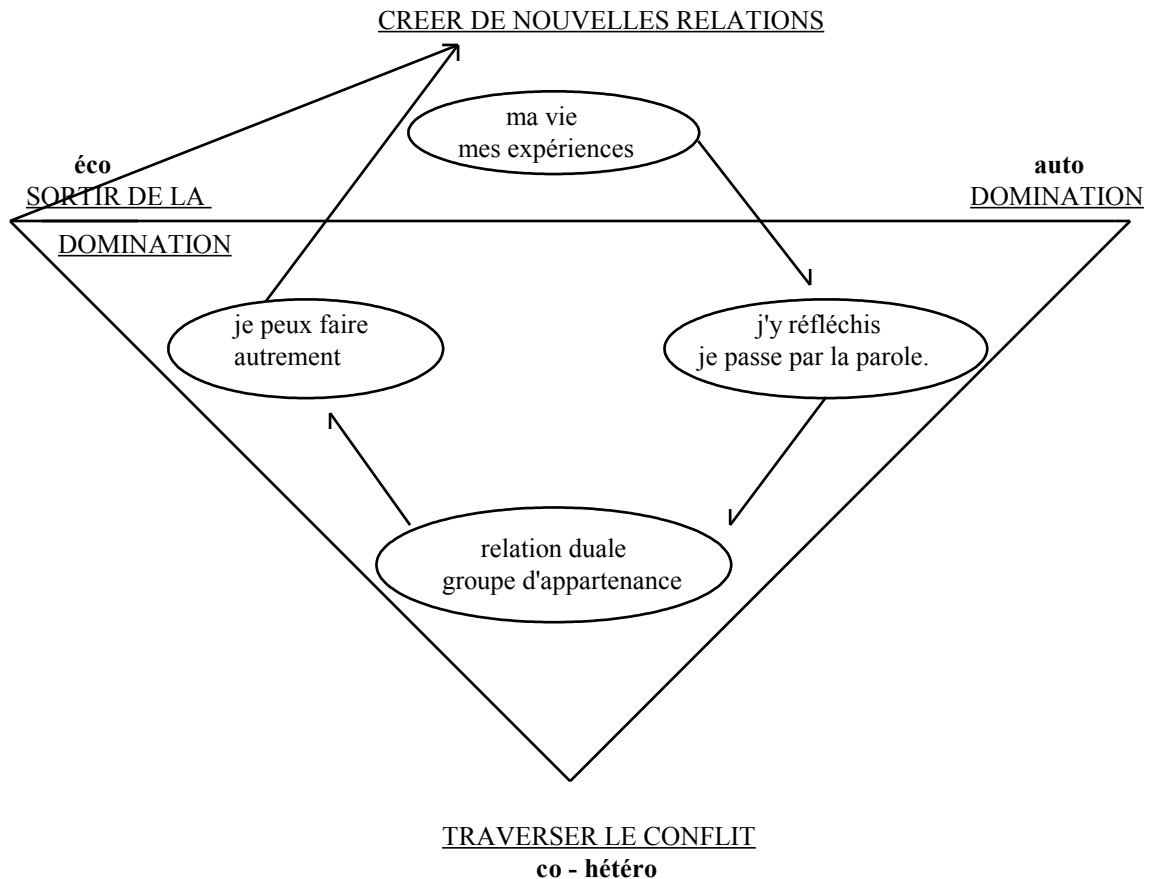 CREER DE NOUVELLES RELATIONS
ma vie
mes expériences
éco
SORTIR DE LA
DOMINATION
auto
DOMINATION
je peux faire
autrement
j'y réfléchis
je passe par la parole.
relation duale
groupe d'appartenance
TRAVERSER LE CONFLIT
co - hétéro